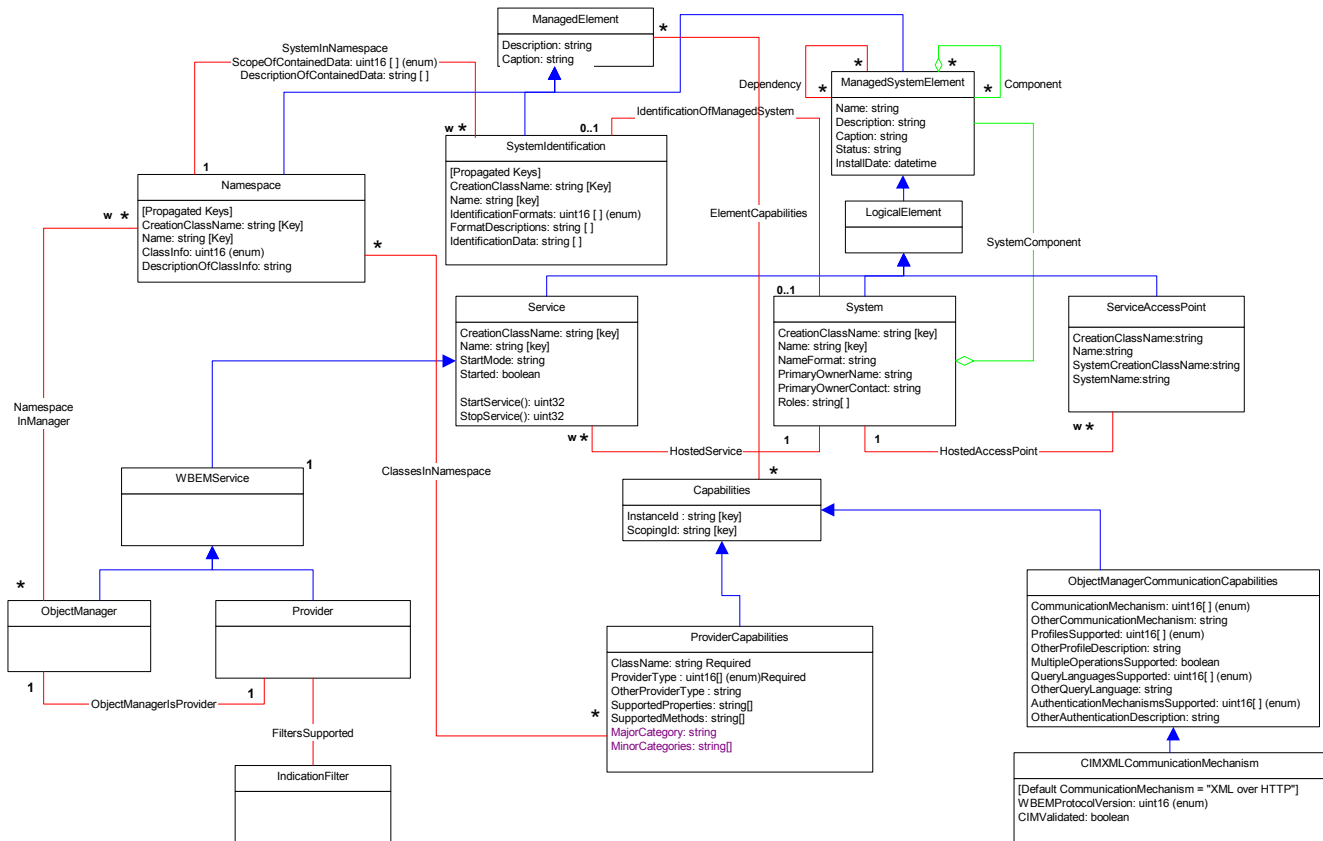 ManagedElement
Description: string
Caption: string
*
SystemInNamespace
ScopeOfContainedData: uint16 [ ] (enum)
DescriptionOfContainedData: string [ ]
w *
1
0..1
IdentificationOfManagedSystem
Dependency
*
*
*
*
Component
ManagedSystemElement
Name: string
Description: string
Caption: string
Status: string
InstallDate: datetime
SystemIdentification
[Propagated Keys]
CreationClassName: string [Key]
Name: string [key]
IdentificationFormats: uint16 [ ] (enum)
FormatDescriptions: string [ ]
IdentificationData: string [ ]
Namespace
[Propagated Keys]
CreationClassName: string [Key]
Name: string [Key]
ClassInfo: uint16 (enum)
DescriptionOfClassInfo: string
w *
*
ElementCapabilities
LogicalElement
SystemComponent
0..1
Service
CreationClassName: string [key]
Name: string [key]
StartMode: string
Started: boolean
StartService(): uint32
StopService(): uint32
System
CreationClassName: string [key]
Name: string [key]
NameFormat: string
PrimaryOwnerName: string
PrimaryOwnerContact: string
Roles: string[ ]
ServiceAccessPoint
CreationClassName:string
Name:string
SystemCreationClassName:string
SystemName:string
Namespace
InManager
w *
HostedService
1
1
HostedAccessPoint
w *
ClassesInNamespace
1
WBEMService
*
Capabilities
InstanceId : string [key]
ScopingId: string [key]
*
ObjectManager
Provider
1
ObjectManagerIsProvider
1
FiltersSupported
IndicationFilter
*
ProviderCapabilities
ClassName: string Required
ProviderType : uint16[] (enum)Required
OtherProviderType : string
SupportedProperties: string[]
SupportedMethods: string[]
MajorCategory: string
MinorCategories: string[]
ObjectManagerCommunicationCapabilities
CommunicationMechanism: uint16[ ] (enum)
OtherCommunicationMechanism: string
ProfilesSupported: uint16[ ] (enum)
OtherProfileDescription: string
MultipleOperationsSupported: boolean
QueryLanguagesSupported: uint16[ ] (enum)
OtherQueryLanguage: string
AuthenticationMechanismsSupported: uint16[ ] (enum)
OtherAuthenticationDescription: string
CIMXMLCommunicationMechanism
[Default CommunicationMechanism = "XML over HTTP"]
WBEMProtocolVersion: uint16 (enum)
CIMValidated: boolean